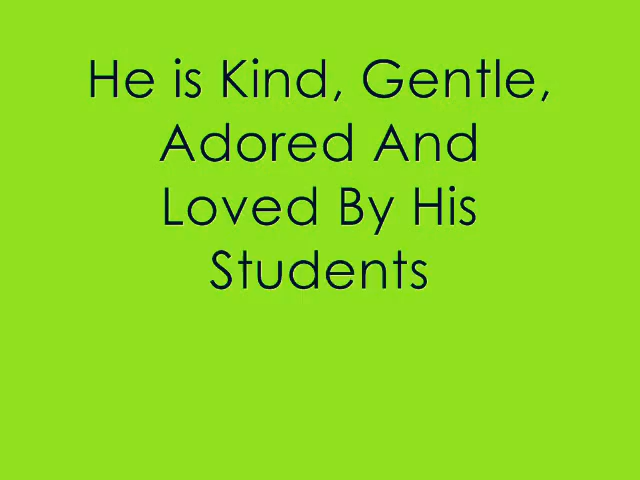 He is Kind, Gentle,
Adored And
Loved By His
Students